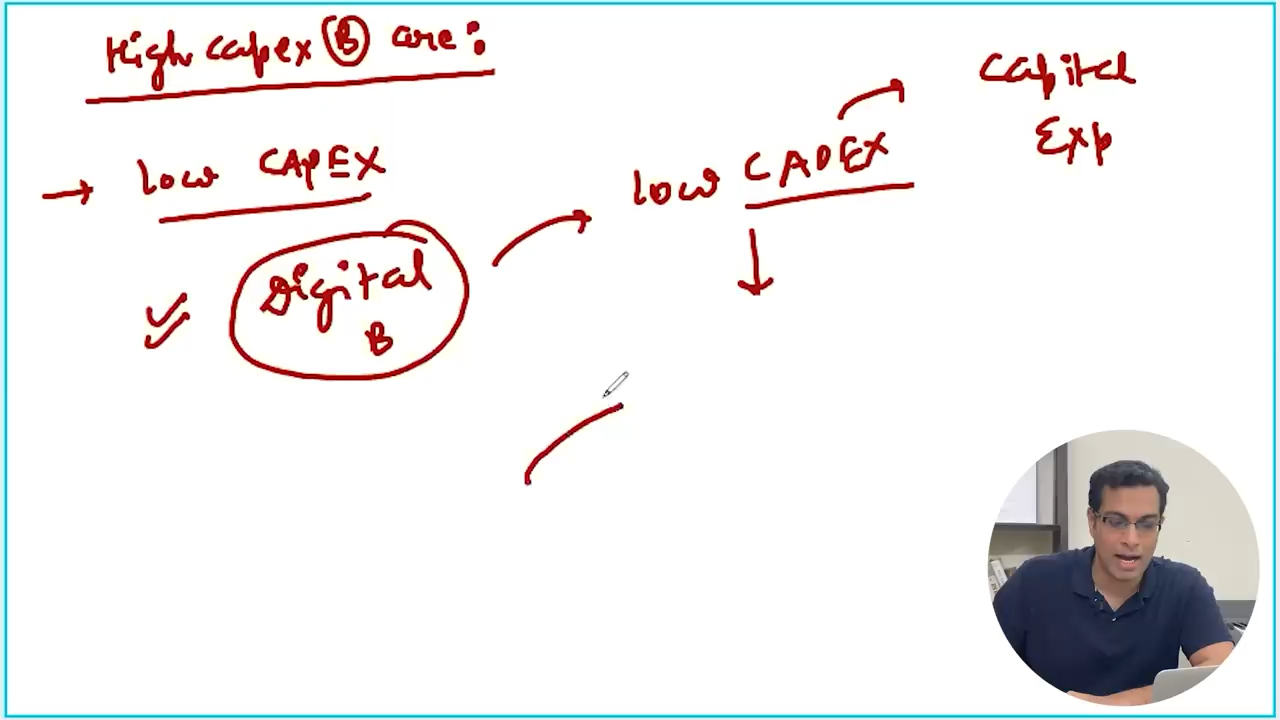 High capex B are:
→ low CAPEX
Digital
B
low CAPEX
Capital
Exp